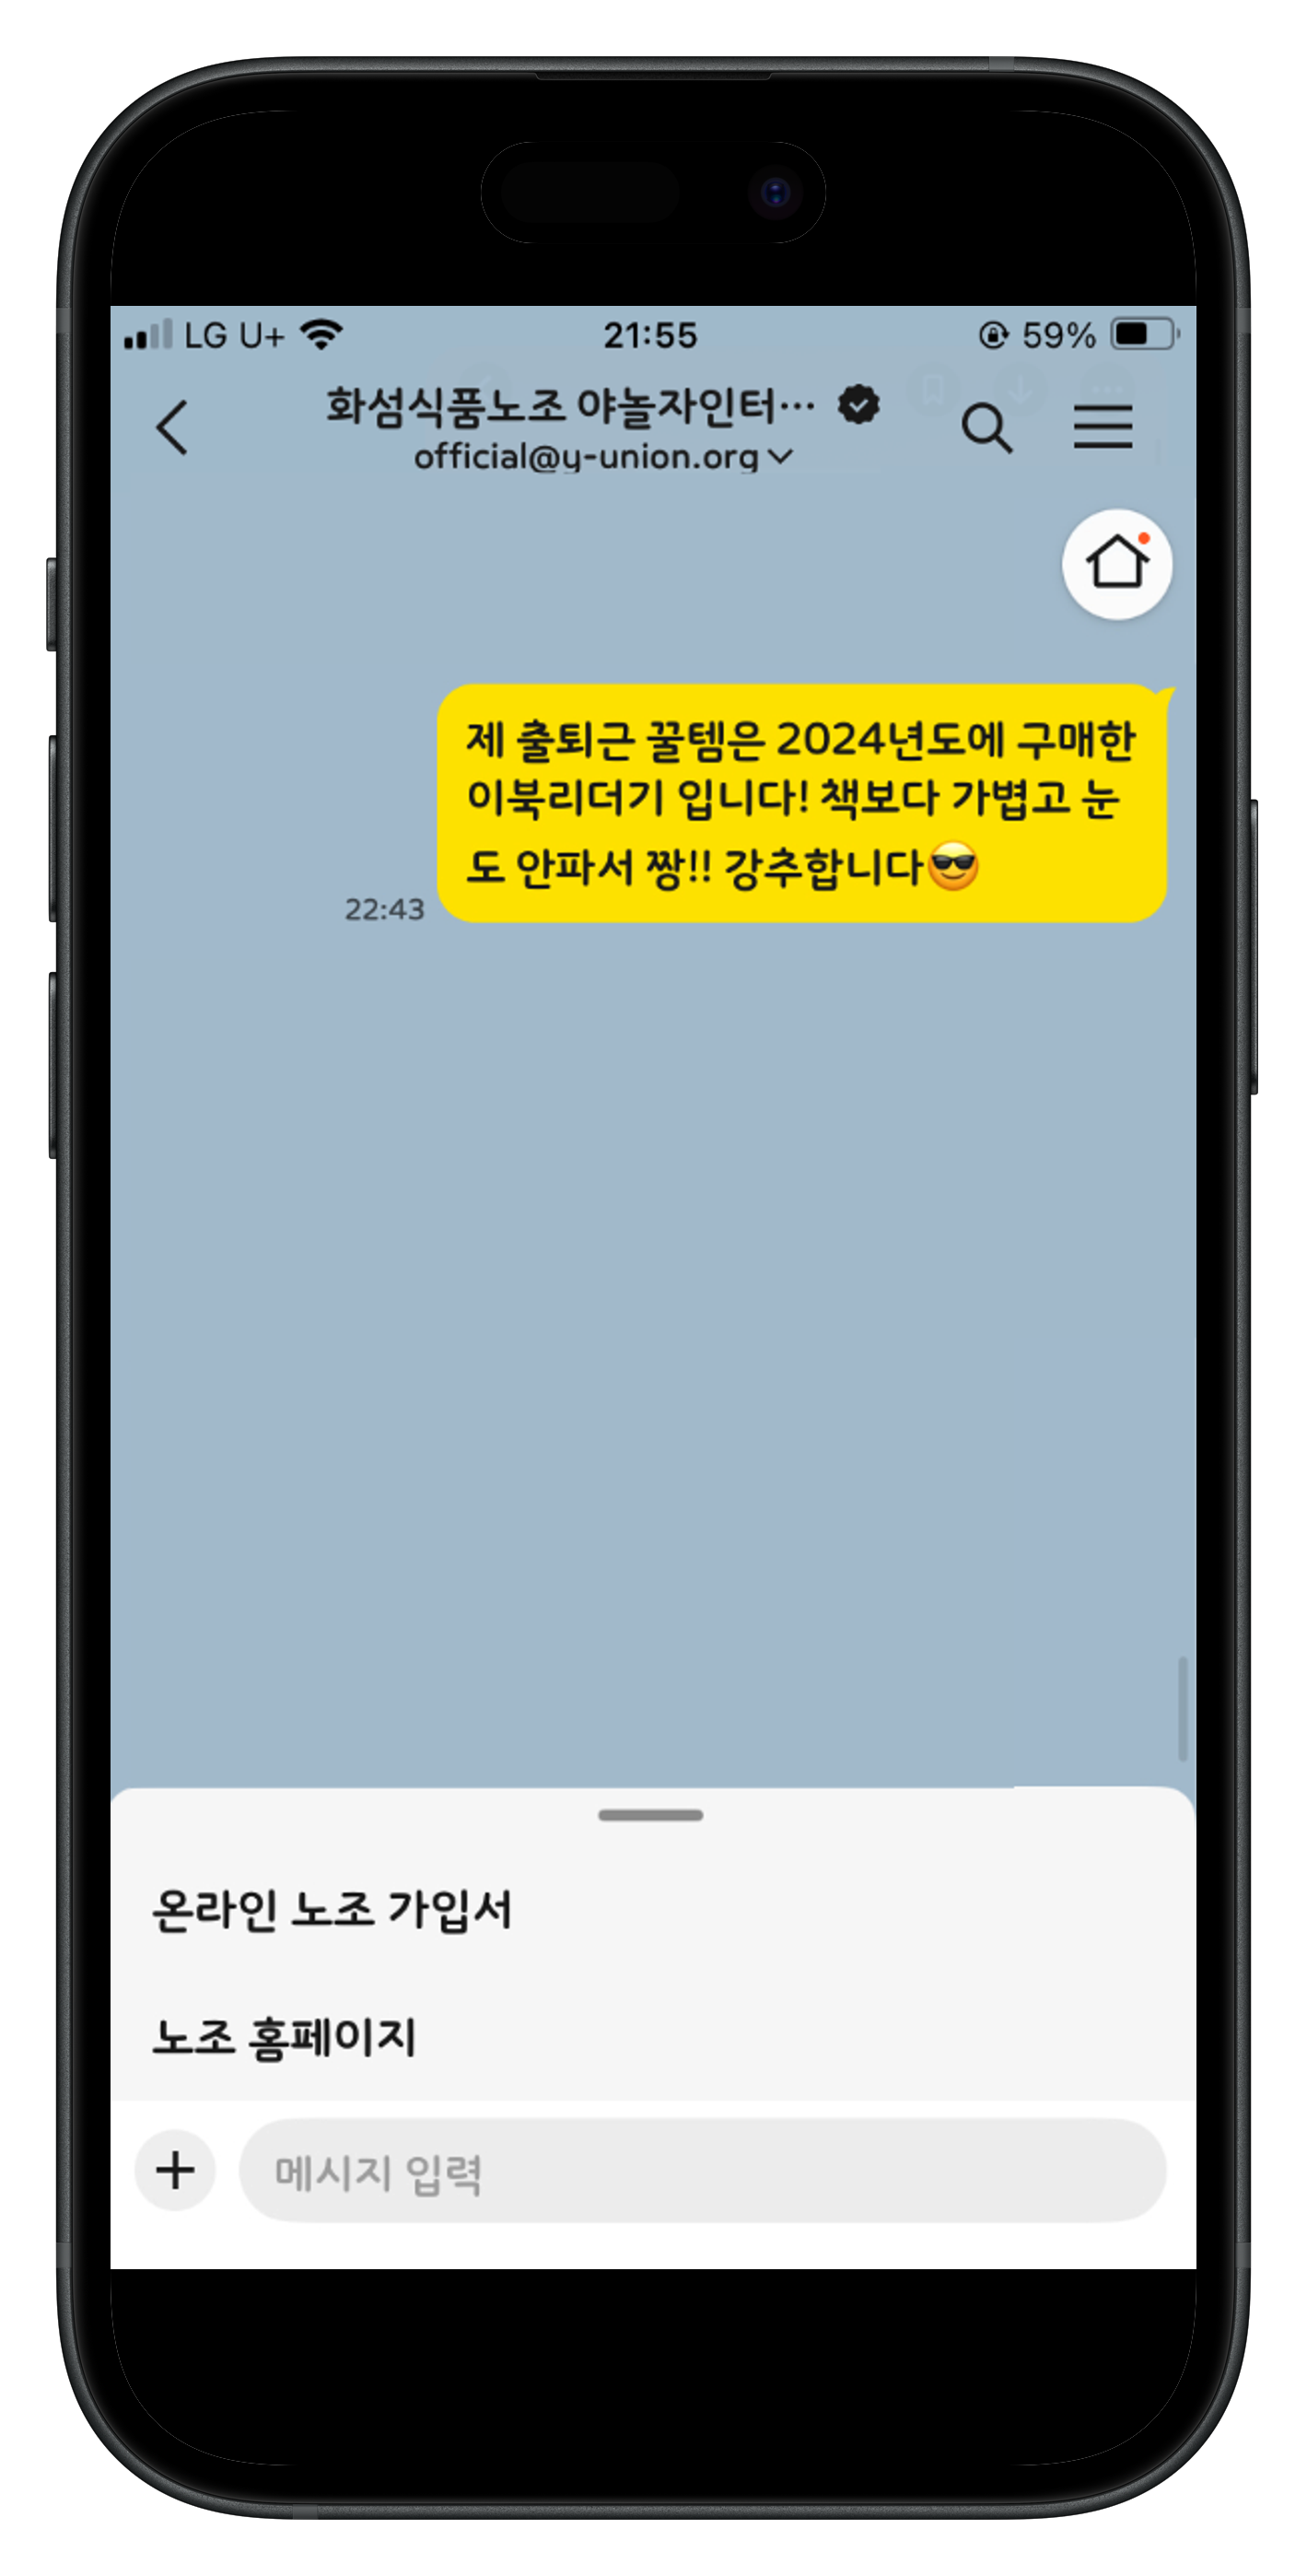 LG U+ 21:55 59%
화섬식품노조 야놀자인터…
official@y-union.org
제 출퇴근 꿀템은 2024년도에 구매한
이북리더기 입니다! 책보다 가볍고 눈
도 안파서 짱!! 강추합니다😎
22:43
온라인 노조 가입서
노조 홈페이지
메시지 입력